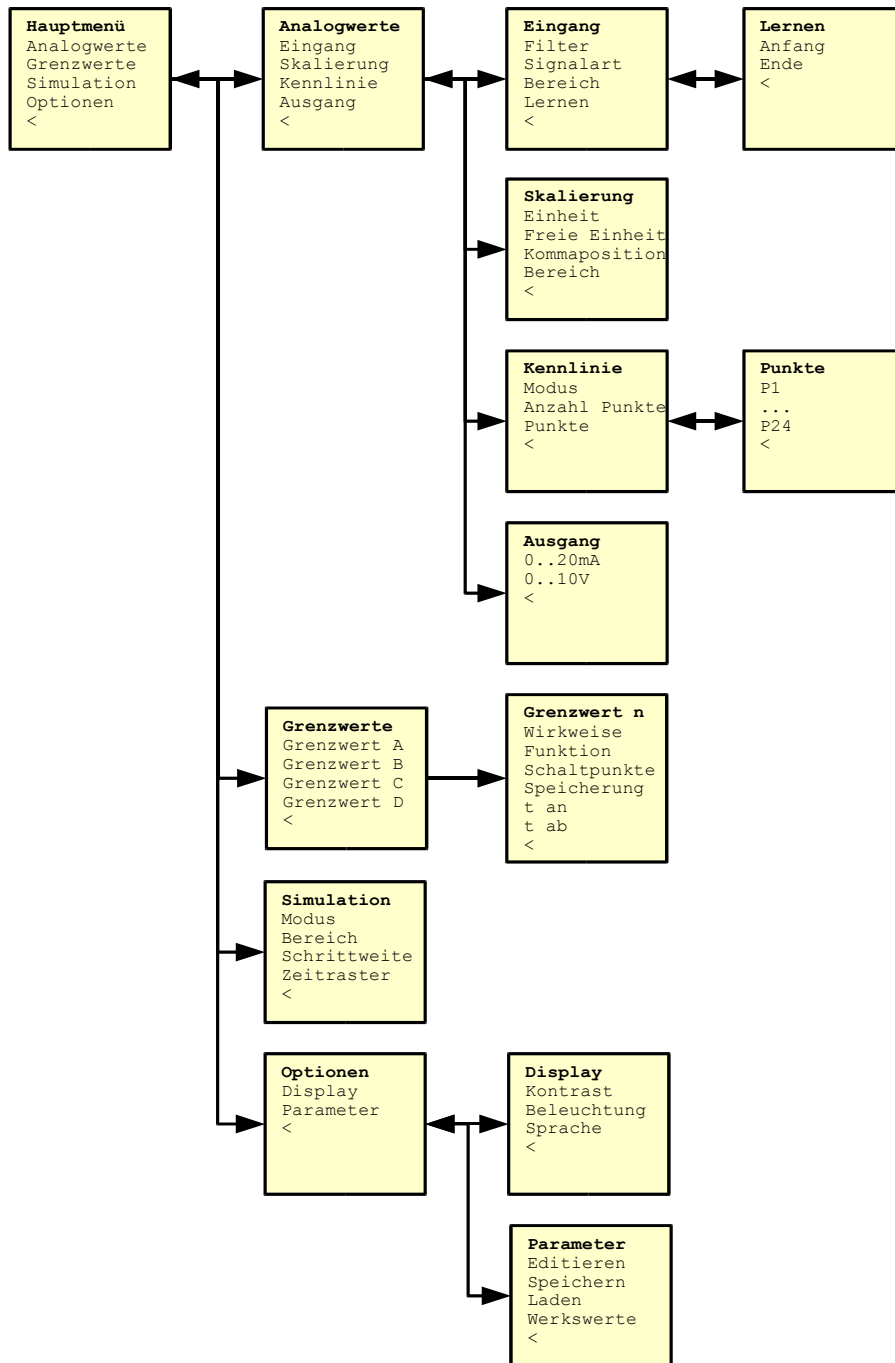 Hauptmenü
Analogwerte
Grenzwerte
Simulation
Optionen
<
Analogwerte
Eingang
Skalierung
Kennlinie
Ausgang
<
Eingang
Filter
Signalart
Bereich
Lernen
<
Lernen
Anfang
Ende
<
Skalierung
Einheit
Freie Einheit
Kommaposition
Bereich
<
Kennlinie
Modus
Anzahl Punkte
Punkte
<
Punkte
P1
...
P24
<
Ausgang
0..20mA
0..10V
<
Grenzwerte
Grenzwert A
Grenzwert B
Grenzwert C
Grenzwert D
<
Grenzwert n
Wirkweise
Funktion
Schaltpunkte
Speicherung
t an
t ab
<
Simulation
Modus
Bereich
Schrittweite
Zeitraster
<
Optionen
Display
Parameter
<
Display
Kontrast
Beleuchtung
Sprache
<
Parameter
Editieren
Speichern
Laden
Werkswerte
<